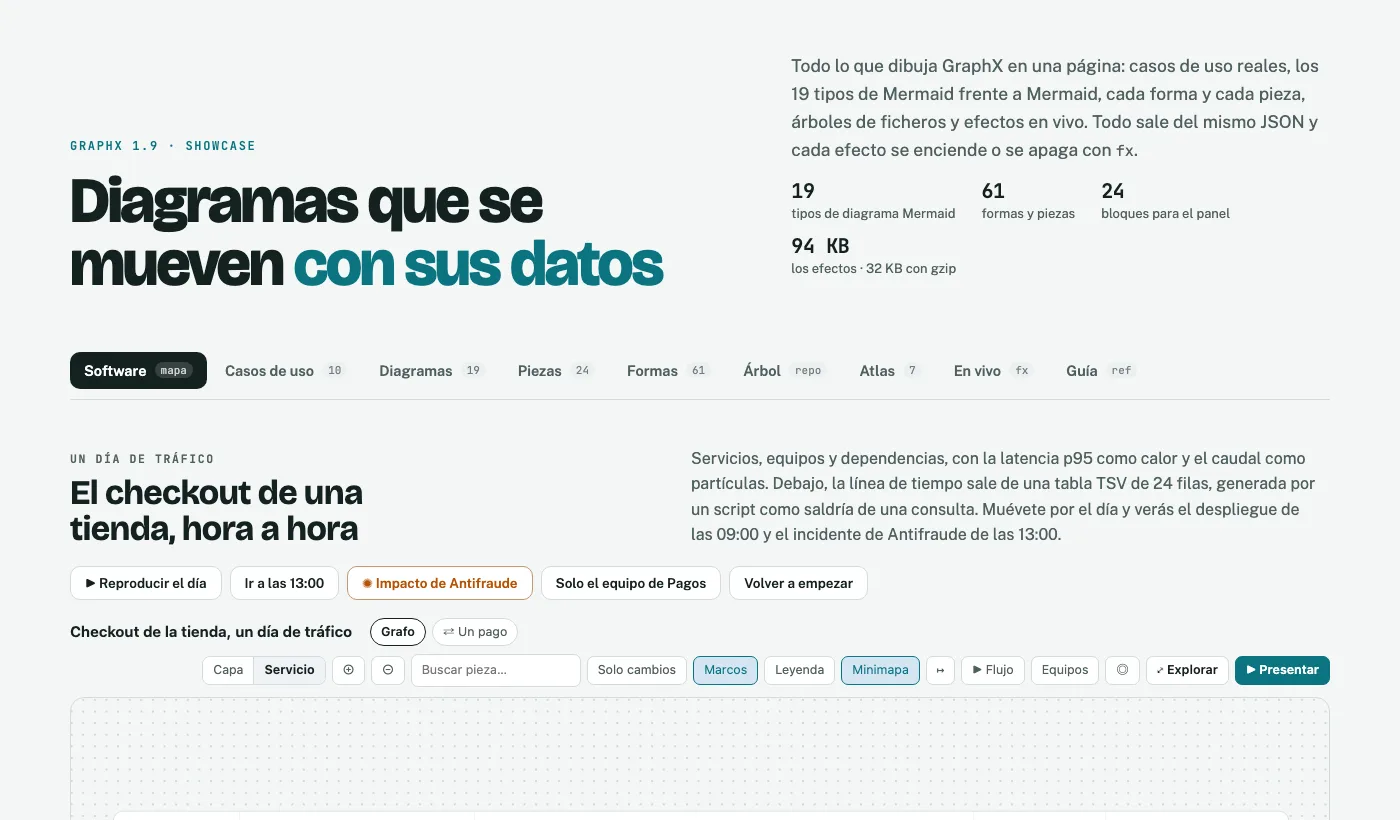 GRAPHX 1.9 · SHOWCASE
Diagramas que se
mueven con sus datos
Todo lo que dibuja GraphX en una página: casos de uso reales, los
19 tipos de Mermaid frente a Mermaid, cada forma y cada pieza,
árboles de ficheros y efectos en vivo. Todo sale del mismo JSON y
cada efecto se enciende o se apaga con fx.
19 61 24
tipos de diagrama Mermaid formas y piezas bloques para el panel
94 KB
los efectos · 32 KB con gzip
Software mapa Casos de uso 10 Diagramas 19 Piezas 24 Formas 61 Árbol repo Atlas 7 En vivo fx Guía ref
UN DÍA DE TRÁFICO
El checkout de una
tienda, hora a hora
Servicios, equipos y dependencias, con la latencia p95 como calor y el caudal como
partículas. Debajo, la línea de tiempo sale de una tabla TSV de 24 filas, generada por
un script como saldría de una consulta. Muévete por el día y verás el despliegue de
las 09:00 y el incidente de Antifraude de las 13:00.
▶ Reproducir el día Ir a las 13:00 ✺ Impacto de Antifraude Solo el equipo de Pagos Volver a empezar
Checkout de la tienda, un día de tráfico Grafo ⇄ Un pago
Capa Servicio ⊕ ⊖ Buscar pieza… Solo cambios Marcos Leyenda Minimapa ↔ ▶ Flujo Equipos ◎ ⤢ Explorar ▶ Presentar